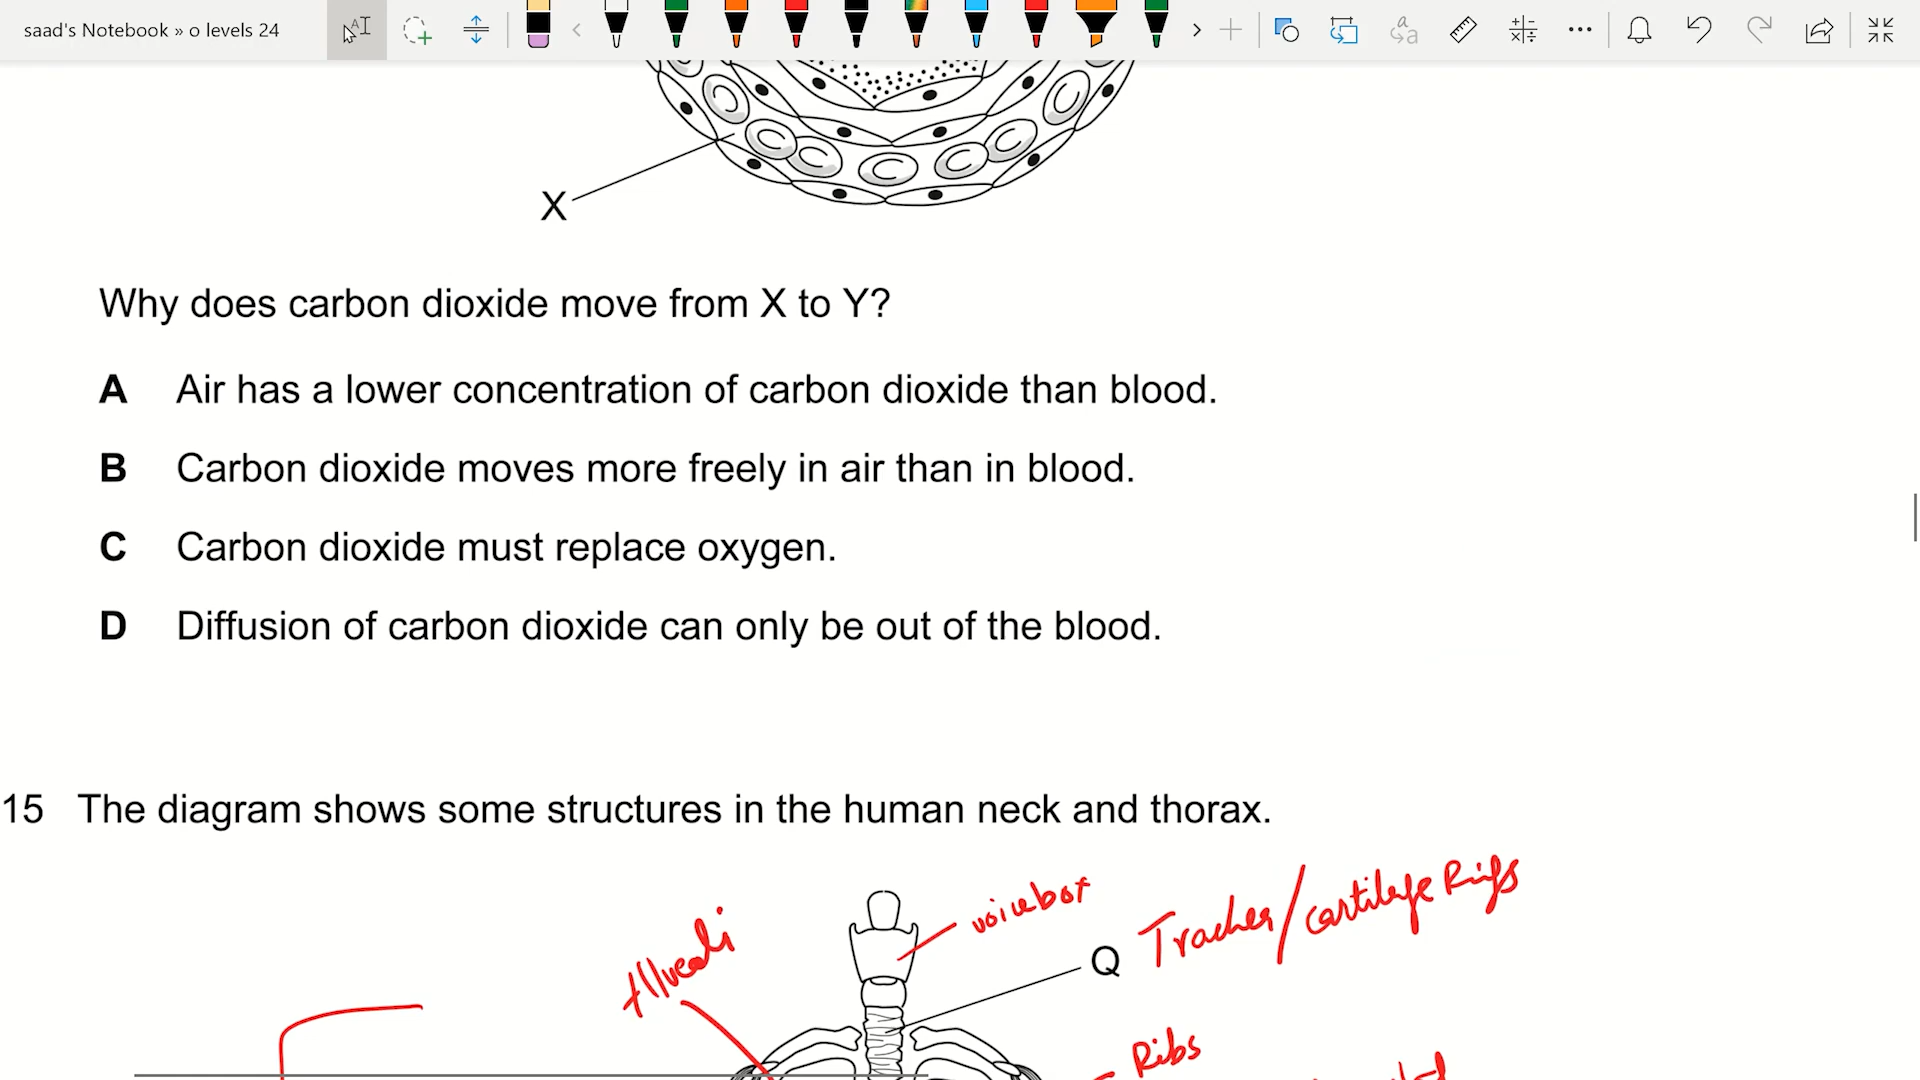 saad's Notebook » o levels 24
X
Why does carbon dioxide move from X to Y?
A Air has a lower concentration of carbon dioxide than blood.
B Carbon dioxide moves more freely in air than in blood.
C Carbon dioxide must replace oxygen.
D Diffusion of carbon dioxide can only be out of the blood.
15 The diagram shows some structures in the human neck and thorax.
voicebox
Q Trachea/cartilage Rings
Alveoli
Ribs